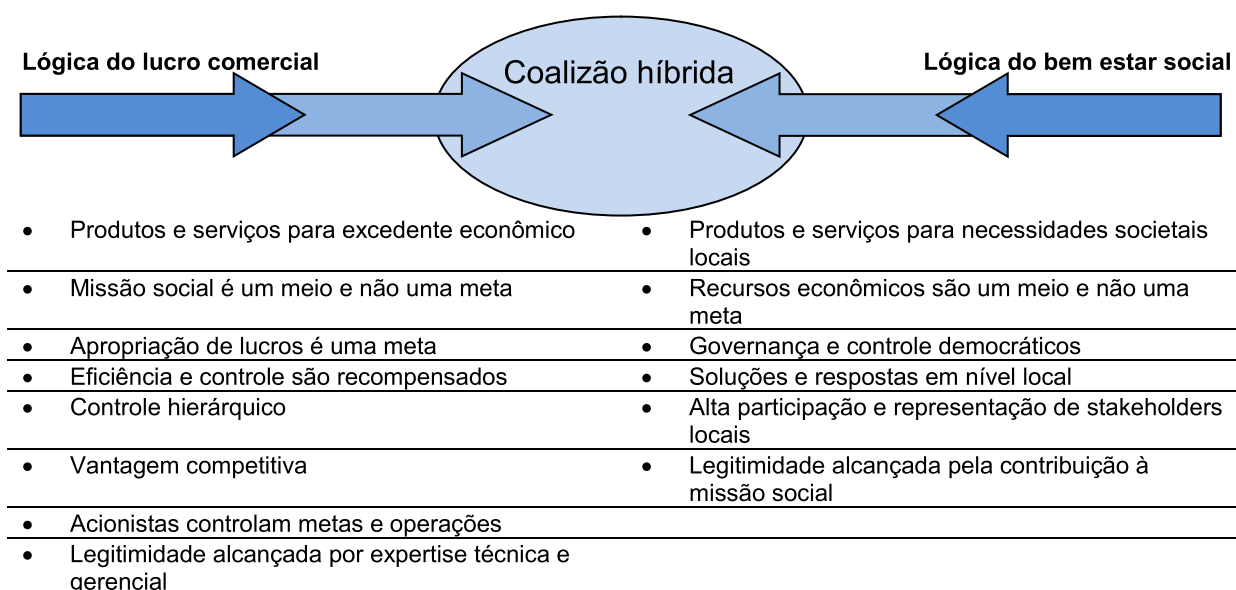 Lógica do lucro comercial
Coalizão híbrida
Lógica do bem estar social
• Produtos e serviços para excedente econômico
• Produtos e serviços para necessidades societais
locais
• Missão social é um meio e não uma meta
• Recursos econômicos são um meio e não uma
meta
• Apropriação de lucros é uma meta
• Governança e controle democráticos
• Eficiência e controle são recompensados
• Soluções e respostas em nível local
• Controle hierárquico
• Alta participação e representação de stakeholders
locais
• Vantagem competitiva
• Legitimidade alcançada pela contribuição à
missão social
• Acionistas controlam metas e operações
• Legitimidade alcançada por expertise técnica e
gerencial